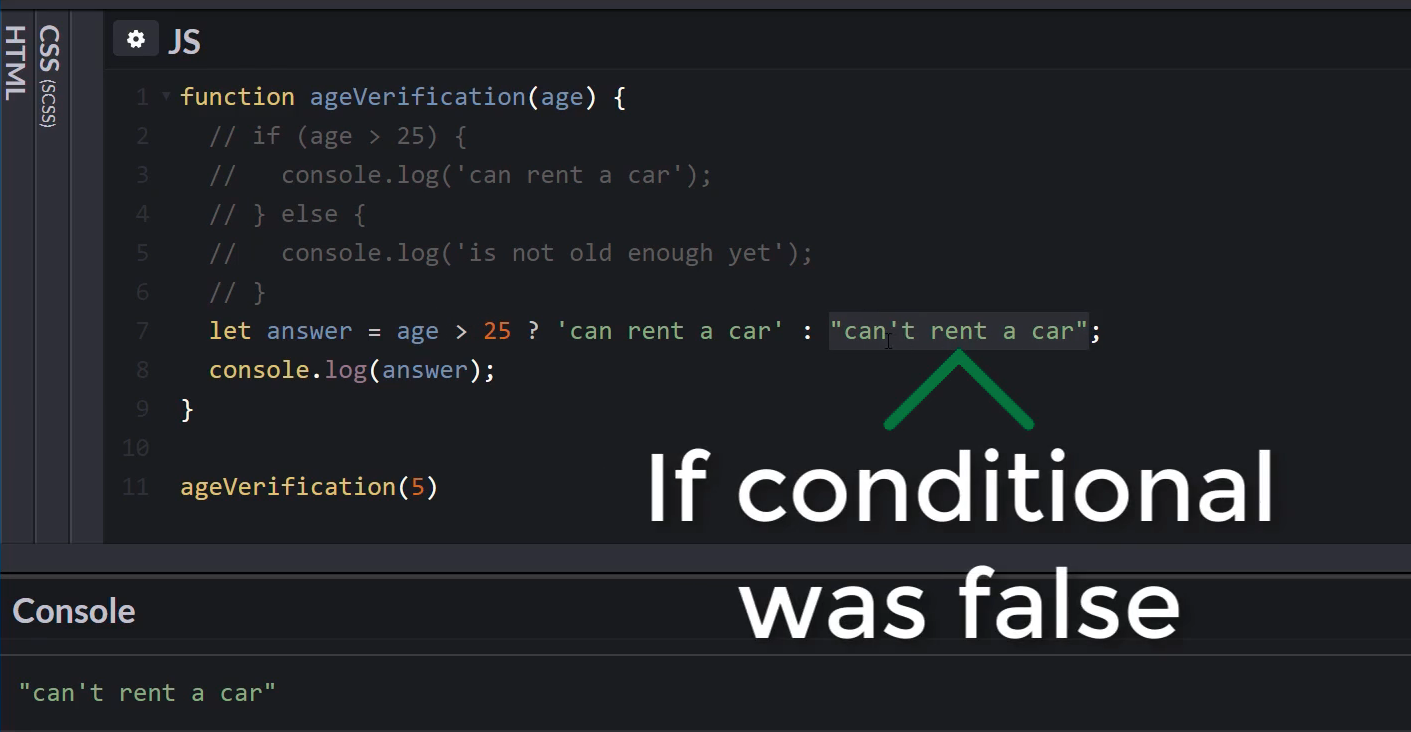 HTML
CSS (SCSS)
JS
1 function ageVerification(age) {
2 // if (age > 25) {
3 //   console.log('can rent a car');
4 // } else {
5 //   console.log('is not old enough yet');
6 // }
7 let answer = age > 25 ? 'can rent a car' : "can't rent a car";
8 console.log(answer);
9 }
10
11 ageVerification(5)
If conditional
was false
Console
"can't rent a car"